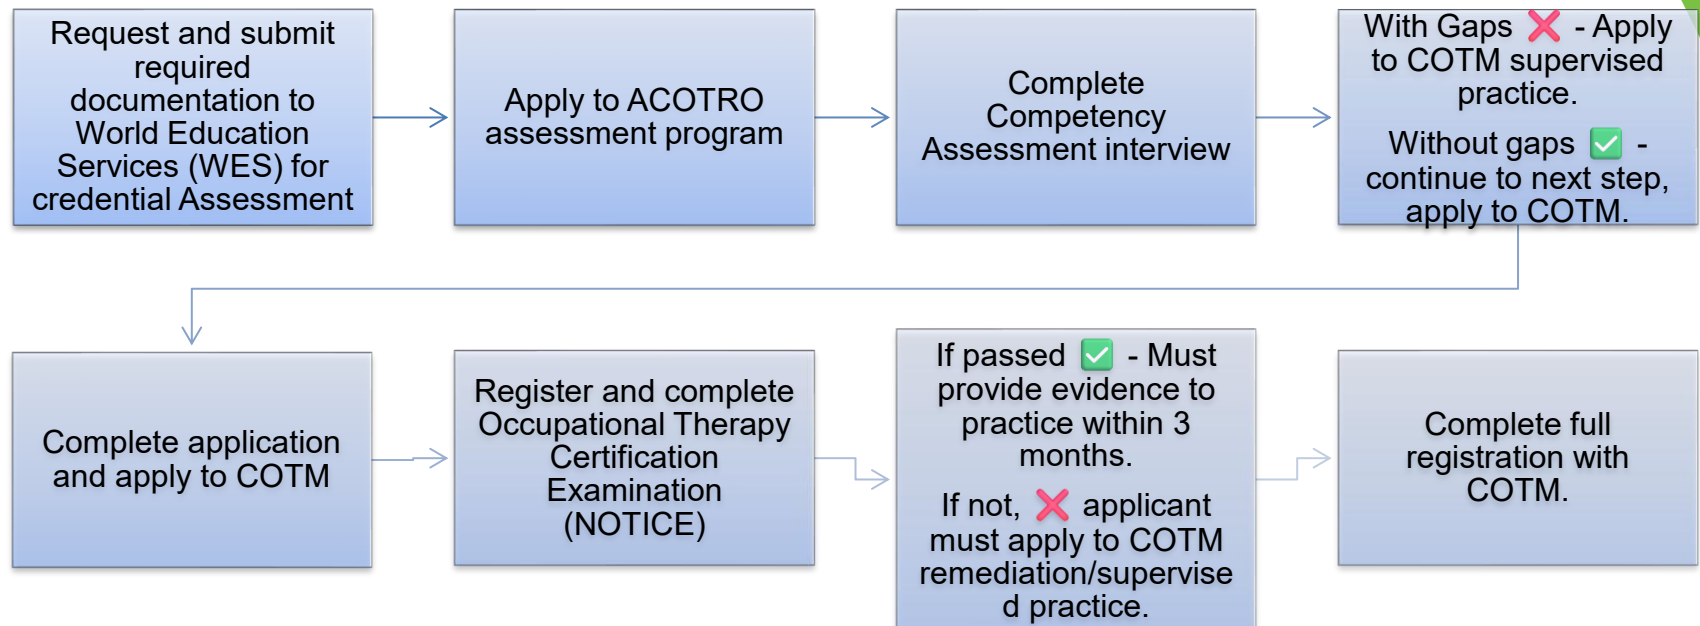 Request and submit
required
documentation to
World Education
Services (WES) for
credential Assessment
Apply to ACOTRO
assessment program
Complete
Competency
Assessment interview
With Gaps ❌ - Apply
to COTM supervised
practice.
Without gaps ✅ -
continue to next step,
apply to COTM.
Complete application
and apply to COTM
Register and complete
Occupational Therapy
Certification
Examination
(NOTICE)
If passed ✅ - Must
provide evidence to
practice within 3
months.
If not, ❌ applicant
must apply to COTM
remediation/supervise
d practice.
Complete full
registration with
COTM.